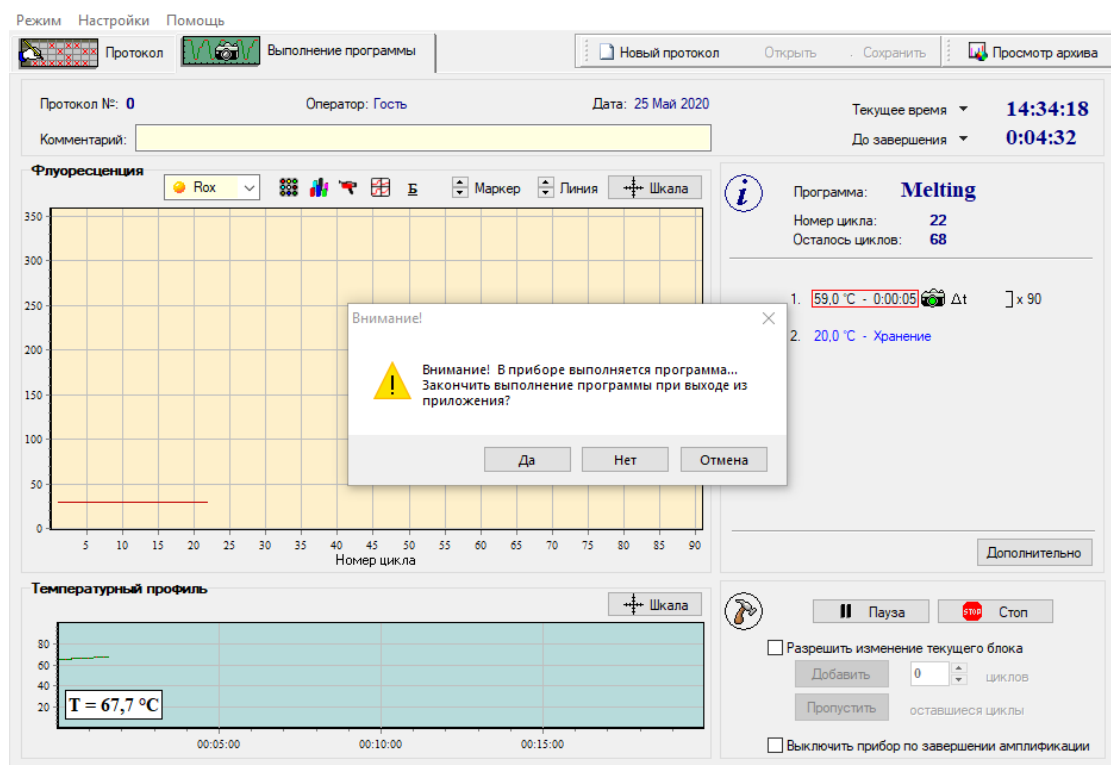 Режим Настройки Помощь
Протокол Выполнение программы Новый протокол Открыть Сохранить Просмотр архива
Протокол №: 0 Оператор: Гость Дата: 25 Май 2020
Комментарий:
Текущее время 14:34:18
До завершения 0:04:32
Флуоресценция
Rox Б Маркер Линия Шкала
350
300
250
200
150
100
50
0
5 10 15 20 25 30 35 40 45 50 55 60 65 70 75 80 85 90
Номер цикла
Внимание!
Внимание! В приборе выполняется программа...
Закончить выполнение программы при выходе из
приложения?
Да Нет Отмена
i
Программа: Melting
Номер цикла: 22
Осталось циклов: 68
1. 59,0 °C - 0:00:05 Δt ] x 90
2. 20,0 °C - Хранение
Дополнительно
Температурный профиль
Шкала
80
60
40
20
T = 67,7 °C
00:05:00 00:10:00 00:15:00
Пауза STOP Стоп
Разрешить изменение текущего блока
Добавить 0 циклов
Пропустить оставшиеся циклы
Выключить прибор по завершении амплификации